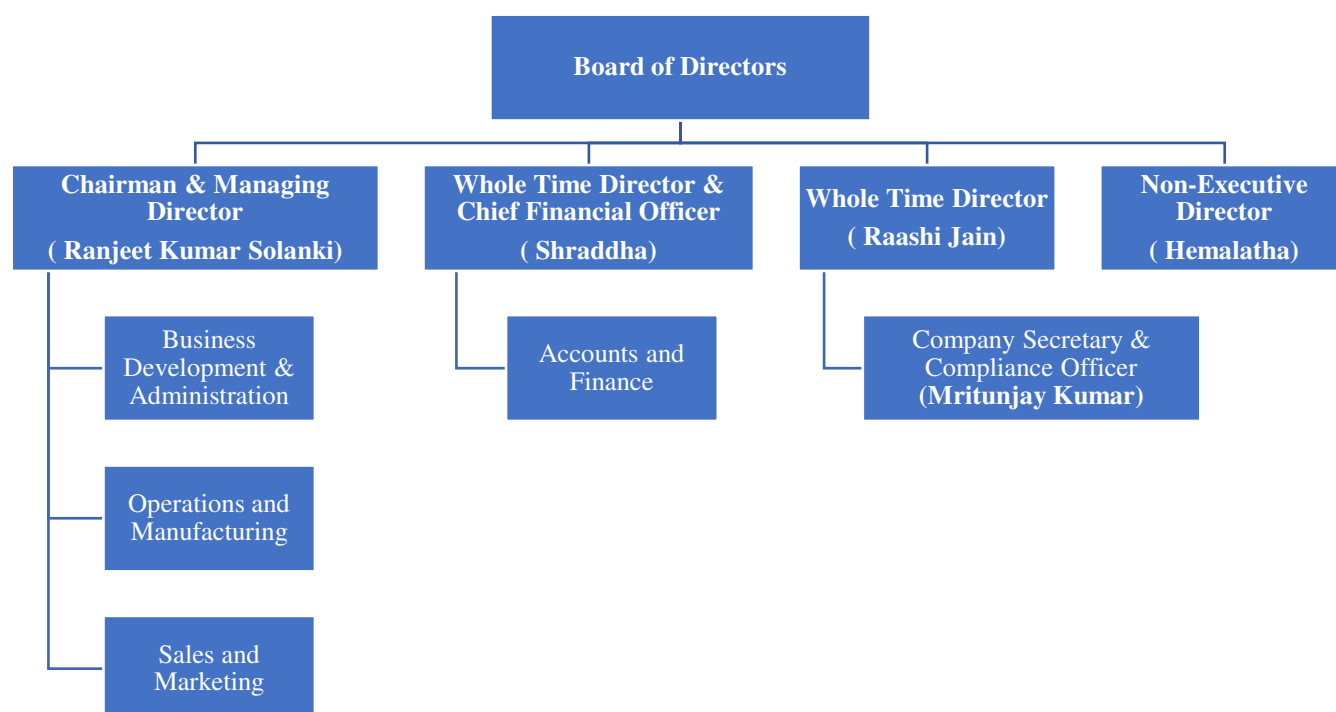 Board of Directors
Chairman & Managing
Director
( Ranjeet Kumar Solanki)
Whole Time Director &
Chief Financial Officer
( Shraddha)
Whole Time Director
( Raashi Jain)
Non-Executive
Director
( Hemalatha)
Business
Development &
Administration
Accounts and
Finance
Company Secretary &
Compliance Officer
(Mritunjay Kumar)
Operations and
Manufacturing
Sales and
Marketing